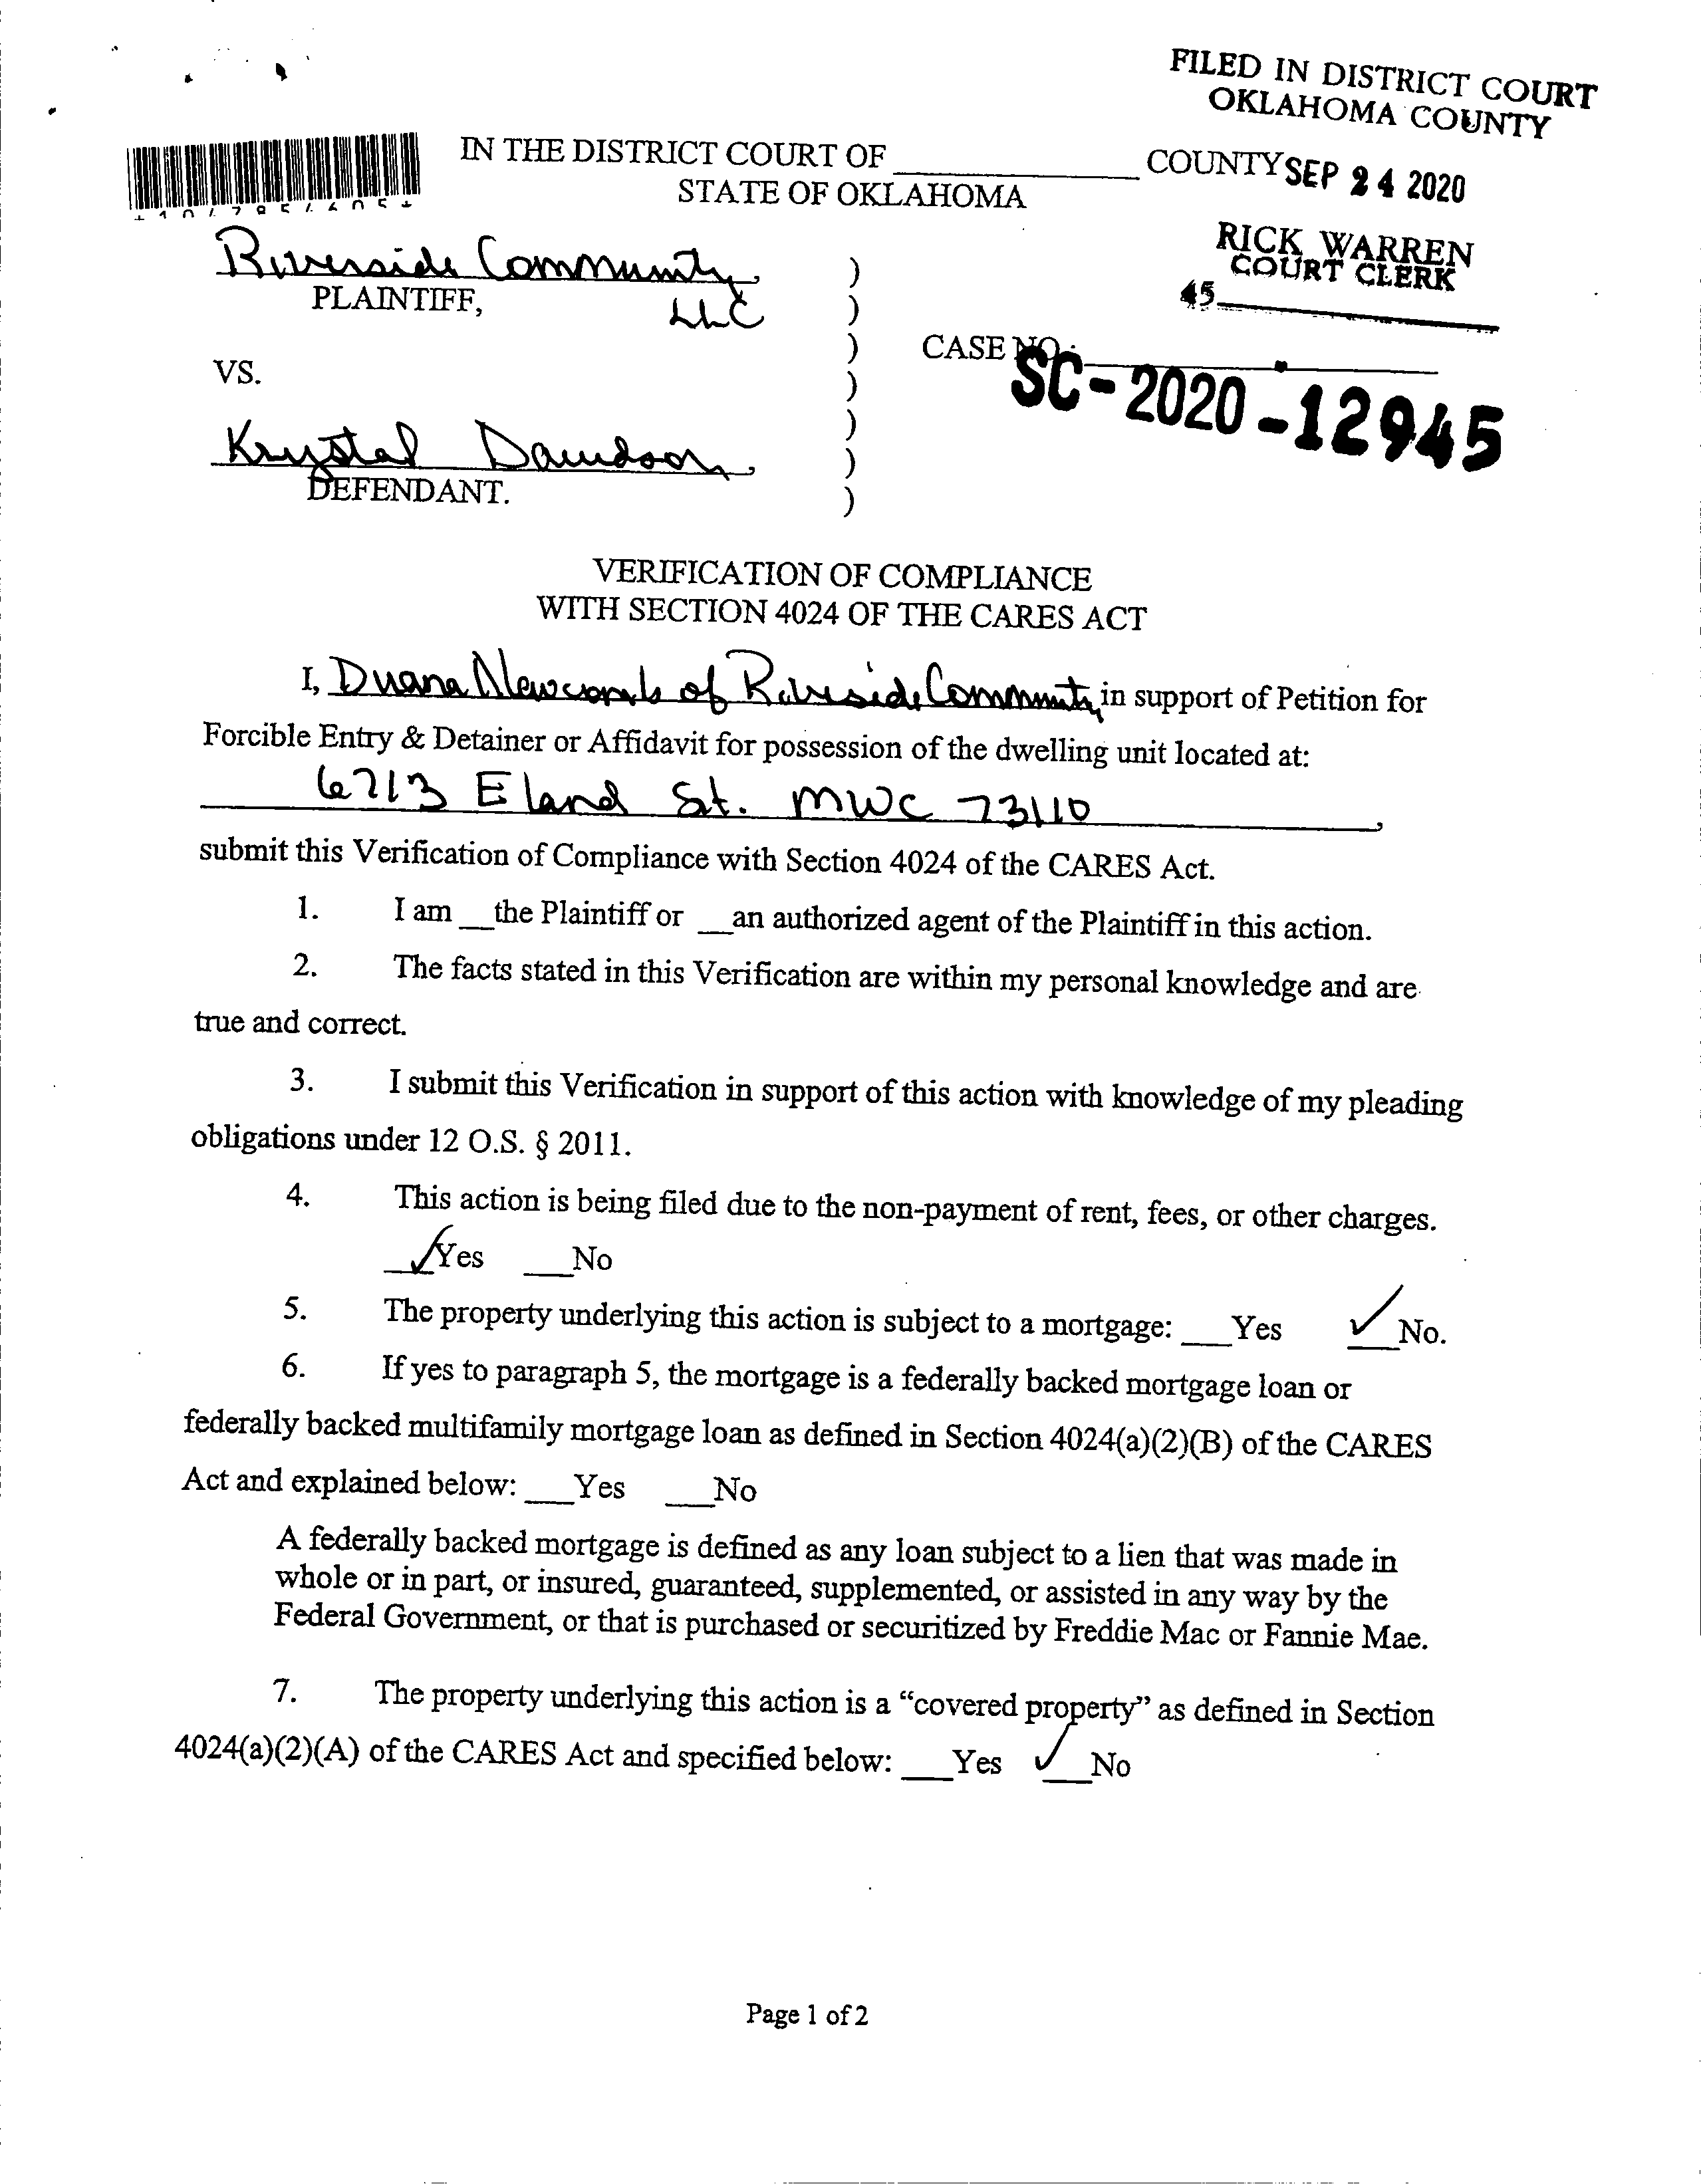 FILED IN DISTRICT COURT
OKLAHOMA COUNTY
IN THE DISTRICT COURT OF ____________ COUNTY SEP 24 2020
STATE OF OKLAHOMA
RICK WARREN
COURT CLERK
45
Riverside Community, )
PLAINTIFF, LLC )
CASE NO.: SC-2020-12945
VS. )
Krystal Davidson, )
DEFENDANT. )
VERIFICATION OF COMPLIANCE
WITH SECTION 4024 OF THE CARES ACT
I, Duana Newcomb of Riverside Community in support of Petition for
Forcible Entry & Detainer or Affidavit for possession of the dwelling unit located at:
6713 Eland St. MWC 73110,
submit this Verification of Compliance with Section 4024 of the CARES Act.
1. I am __the Plaintiff or __an authorized agent of the Plaintiff in this action.
2. The facts stated in this Verification are within my personal knowledge and are
true and correct.
3. I submit this Verification in support of this action with knowledge of my pleading
obligations under 12 O.S. § 2011.
4. This action is being filed due to the non-payment of rent, fees, or other charges.
_✓_Yes ___No
5. The property underlying this action is subject to a mortgage: ___Yes _✓_No.
6. If yes to paragraph 5, the mortgage is a federally backed mortgage loan or
federally backed multifamily mortgage loan as defined in Section 4024(a)(2)(B) of the CARES
Act and explained below: ___Yes ___No
A federally backed mortgage is defined as any loan subject to a lien that was made in
whole or in part, or insured, guaranteed, supplemented, or assisted in any way by the
Federal Government, or that is purchased or securitized by Freddie Mac or Fannie Mae.
7. The property underlying this action is a “covered property” as defined in Section
4024(a)(2)(A) of the CARES Act and specified below: ___Yes _✓_No
Page 1 of 2